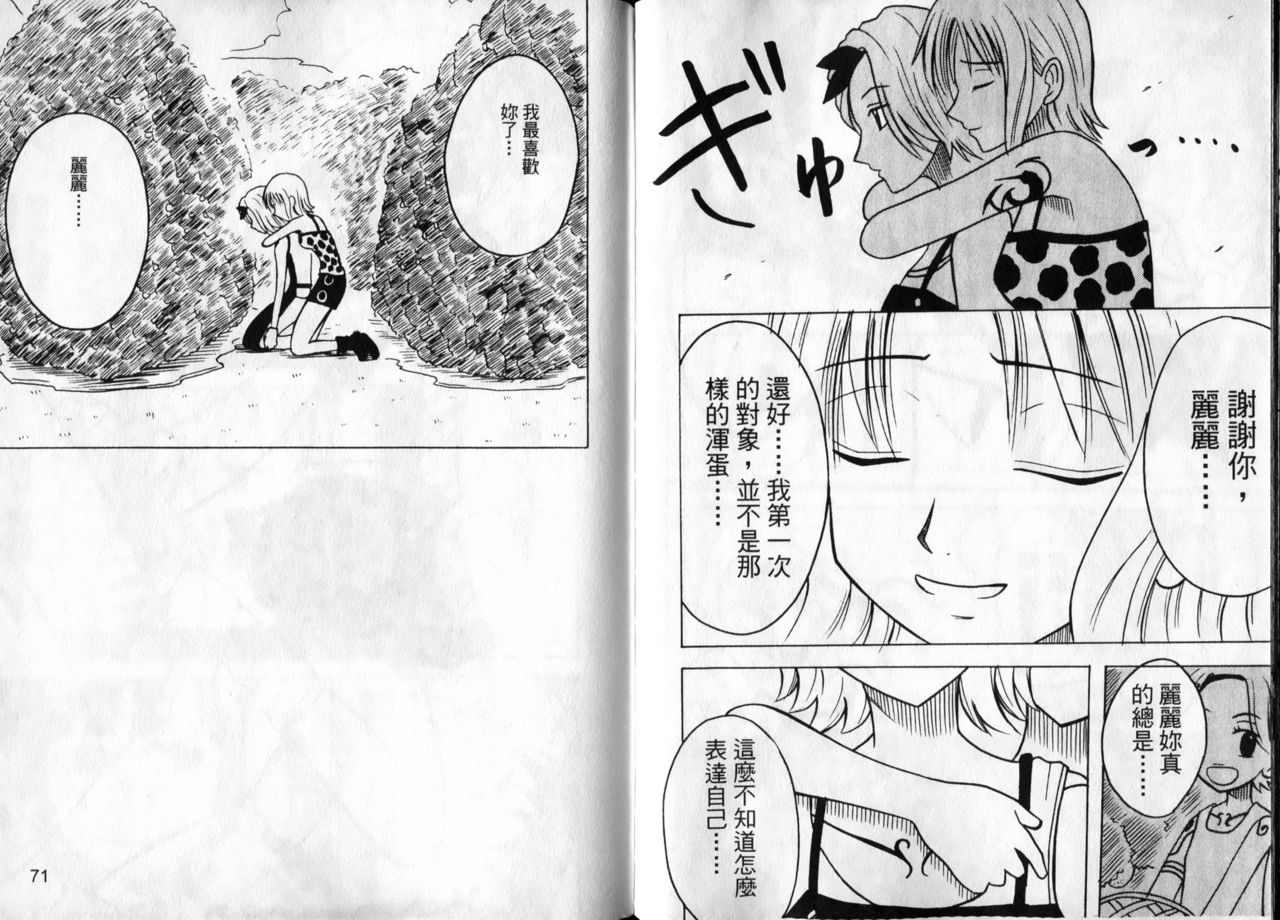 ぎゅ
っ‥‥‥
謝謝你，
麗麗……
還好……我第一次
的對象，並不是那
樣的渾蛋……
麗麗妳真
的總是……
這麼不知道怎麼
表達自己……
我最喜歡
妳了…
麗麗……
71